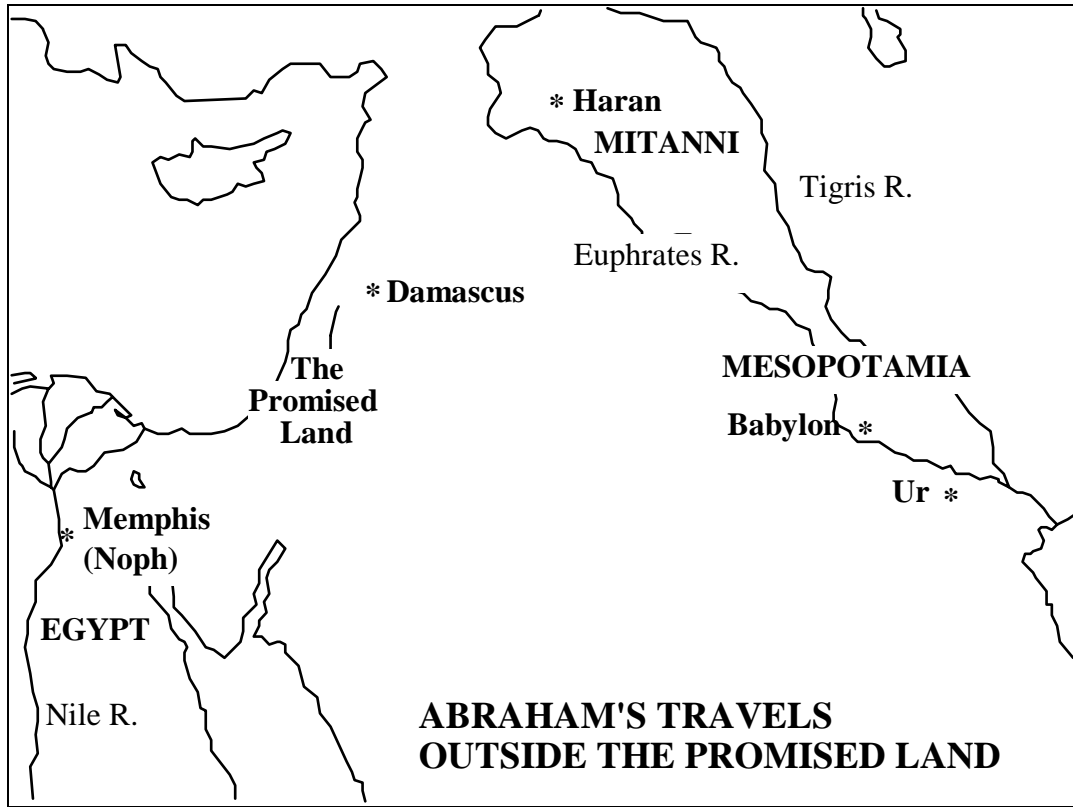 * Haran
MITANNI
Tigris R.
Euphrates R.
* Damascus
The
Promised
Land
MESOPOTAMIA
Babylon *
Ur *
* Memphis
(Noph)
EGYPT
Nile R.
ABRAHAM'S TRAVELS
OUTSIDE THE PROMISED LAND